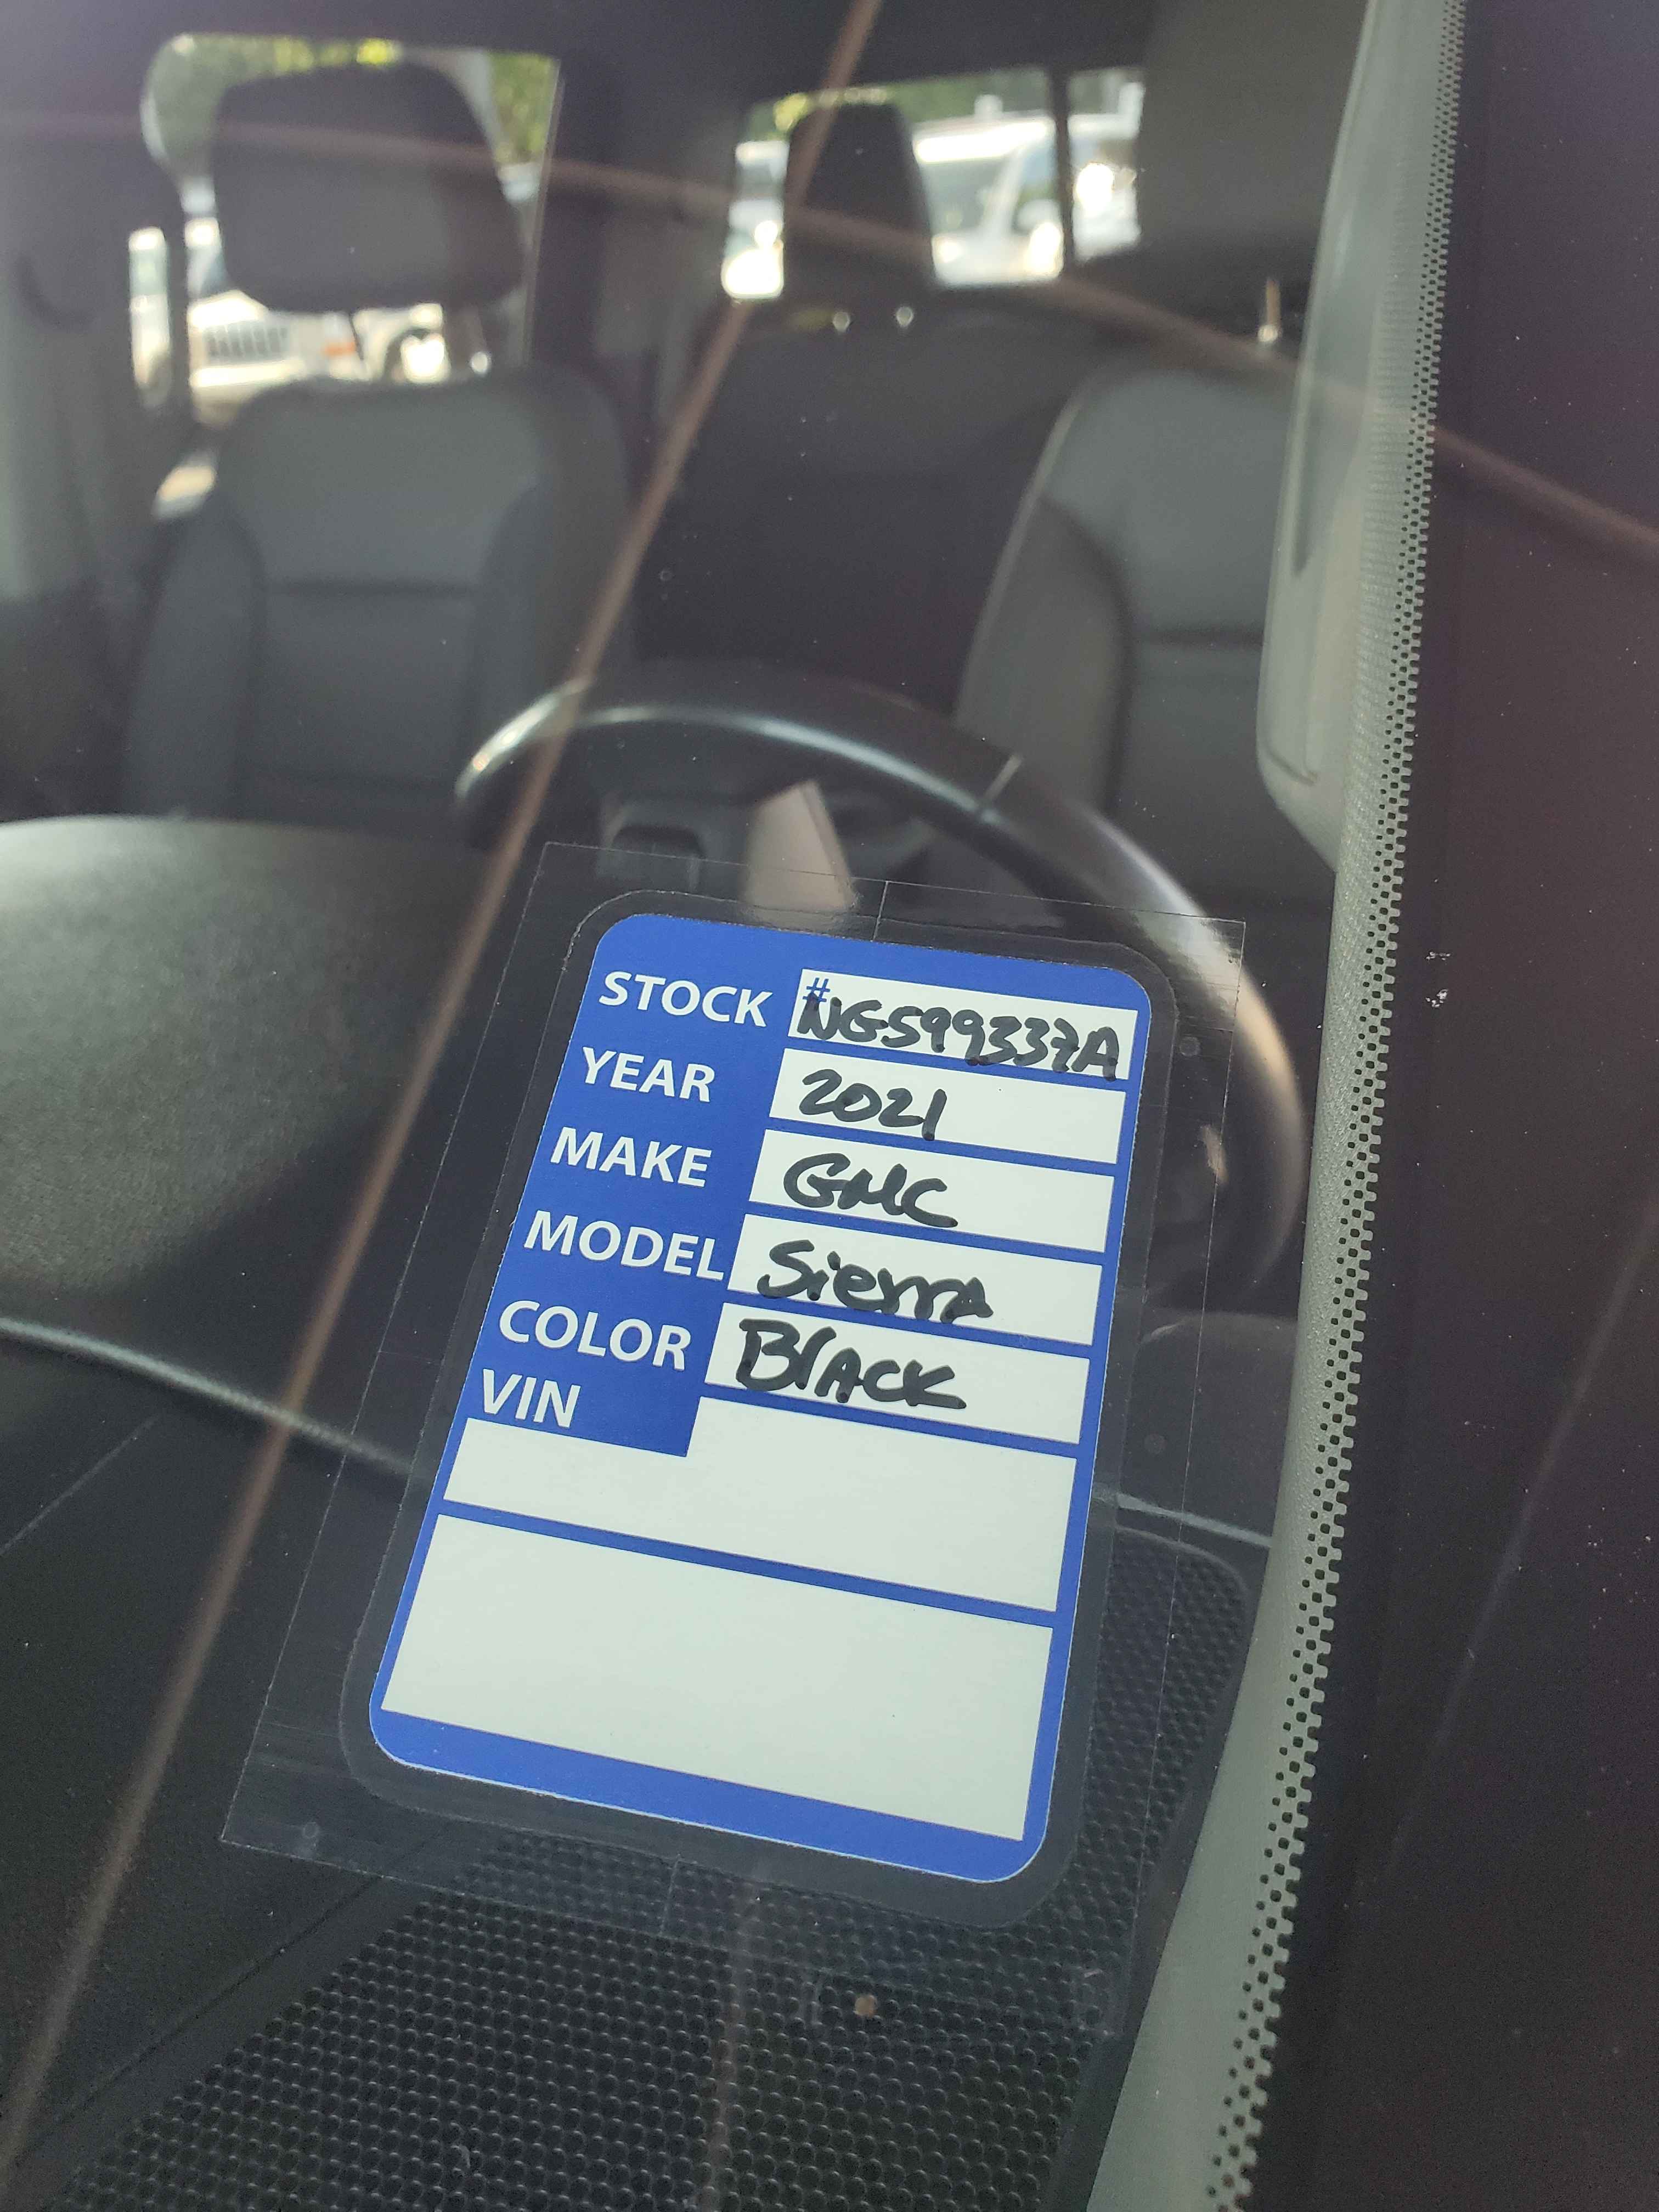 STOCK #NG599337A
YEAR 2021
MAKE GMC
MODEL Sierra
COLOR BlACK
VIN